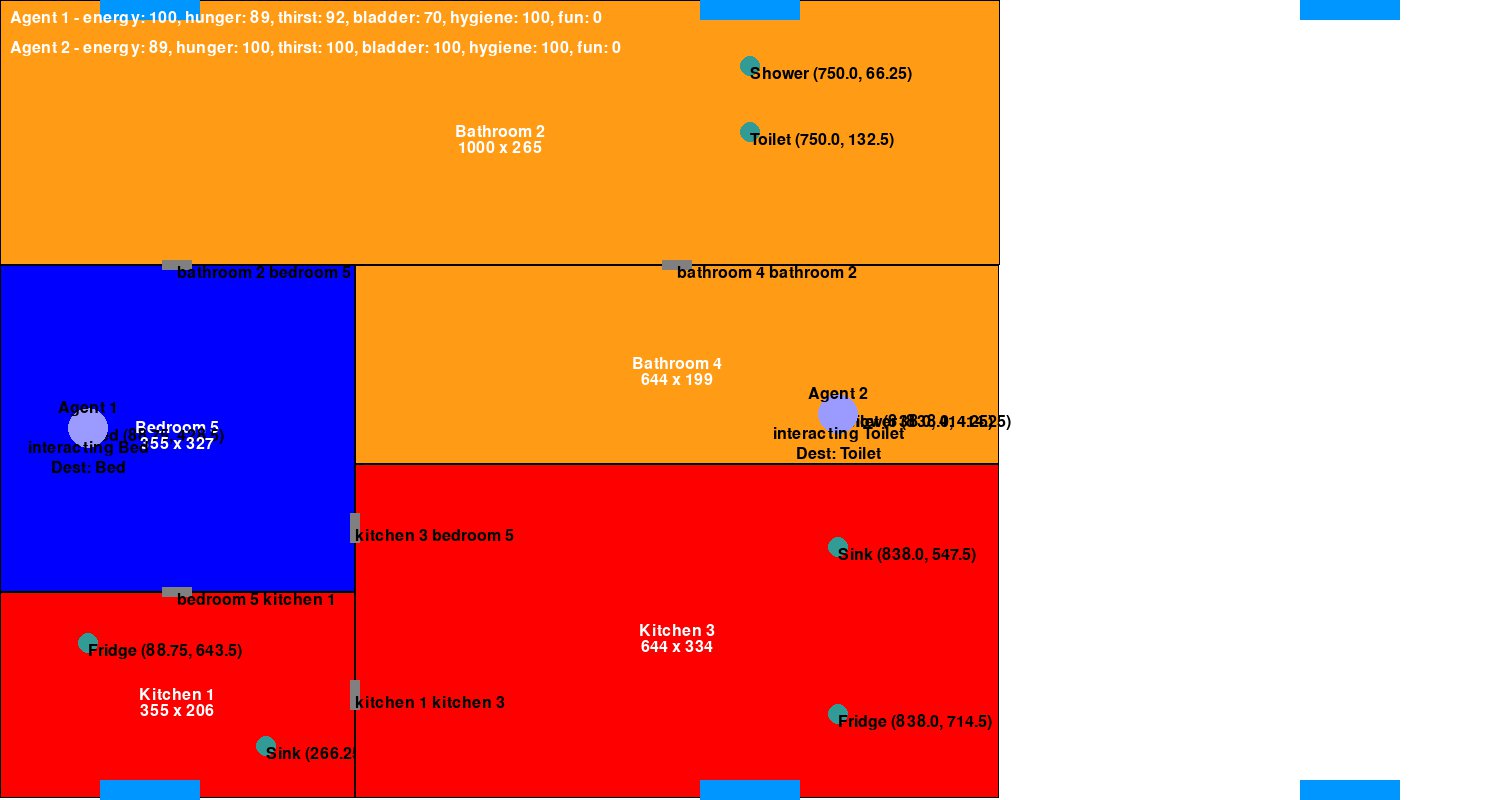 Agent 1 - energy: 100, hunger: 89, thirst: 92, bladder: 70, hygiene: 100, fun: 0
Agent 2 - energy: 89, hunger: 100, thirst: 100, bladder: 100, hygiene: 100, fun: 0
Shower (750.0, 66.25)
Bathroom 2
1000 x 265
Toilet (750.0, 132.5)
bathroom 2 bedroom 5
bathroom 4 bathroom 2
Bathroom 4
644 x 199
Agent 2
interacting Toilet
Dest: Toilet
Agent 1
Bedroom 5
355 x 327
interacting Bed
Dest: Bed
kitchen 3 bedroom 5
Sink (838.0, 547.5)
bedroom 5 kitchen 1
Fridge (88.75, 643.5)
Kitchen 3
644 x 334
Kitchen 1
355 x 206
kitchen 1 kitchen 3
Fridge (838.0, 714.5)
Sink (266.2